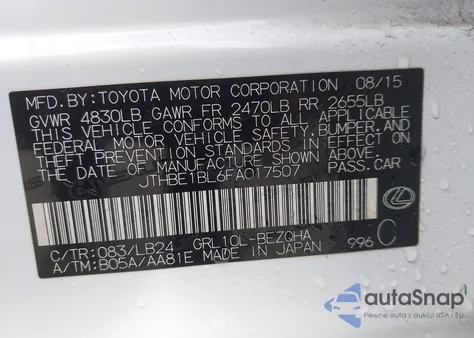 MFD.BY:TOYOTA MOTOR CORPORATION 08/15
GVWR 4830LB GAWR FR 2470LB RR 2655LB
THIS VEHICLE CONFORMS TO ALL APPLICABLE
FEDERAL MOTOR VEHICLE SAFETY, BUMPER, AND
THEFT PREVENTION STANDARDS IN EFFECT ON
THE DATE OF MANUFACTURE SHOWN ABOVE.
JTHBE1BL6FA017507 PASS.CAR
C/TR:083/LB24 GRL10L-BEZQHA
A/TM:B05A/AA81E MADE IN JAPAN 996 C
autoSnap
Pewne auto z aukcji USA i EU